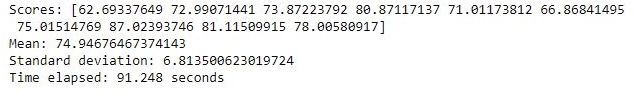 Scores: [62.69337649 72.99071441 73.87223792 80.87117137 71.01173812 66.86841495
75.01514769 87.02393746 81.11509915 78.00580917]
Mean: 74.94676467374143
Standard deviation: 6.813500623019724
Time elapsed: 91.248 seconds